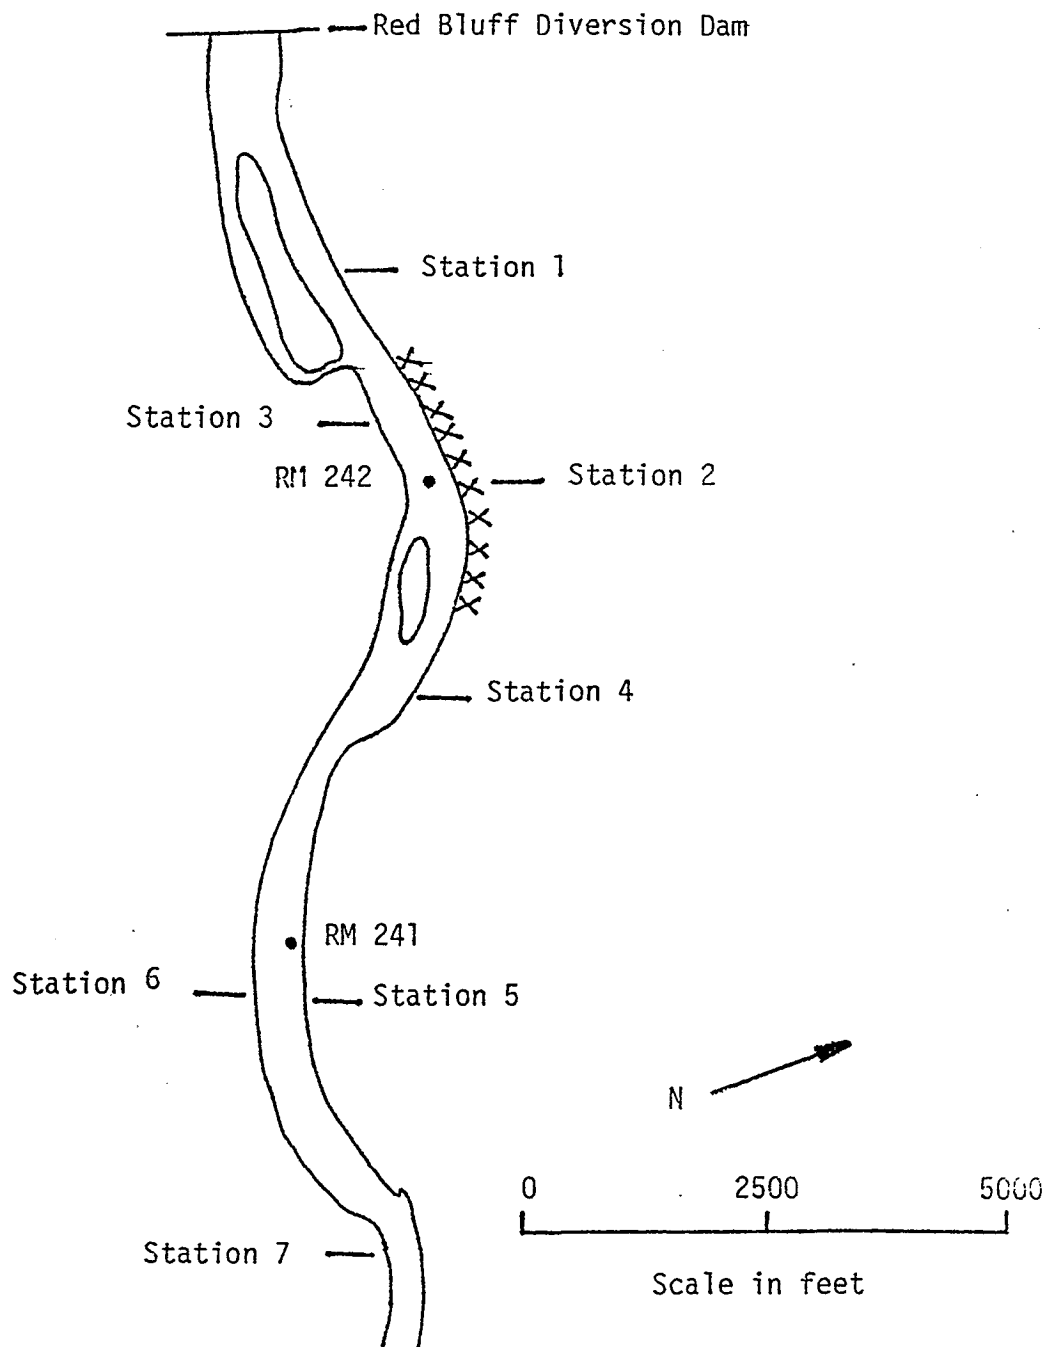 Red Bluff Diversion Dam
Station 1
Station 3
RM 242
Station 2
Station 4
RM 241
Station 6
Station 5
N
0 2500 5000
Station 7
Scale in feet